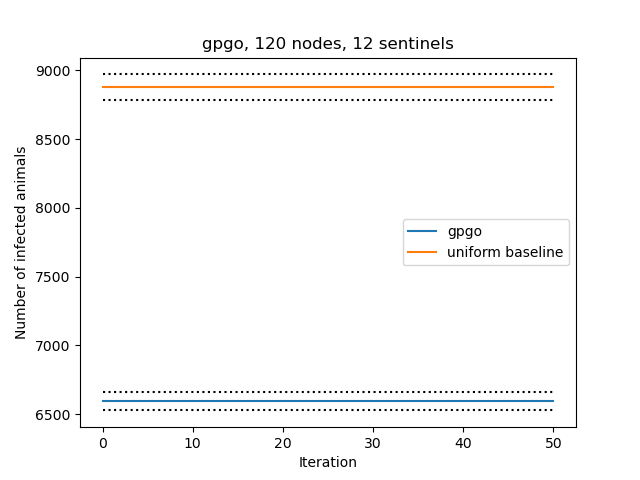 gpgo, 120 nodes, 12 sentinels
Number of infected animals
9000
8500
8000
7500
7000
6500
gpgo
uniform baseline
0 10 20 30 40 50
Iteration